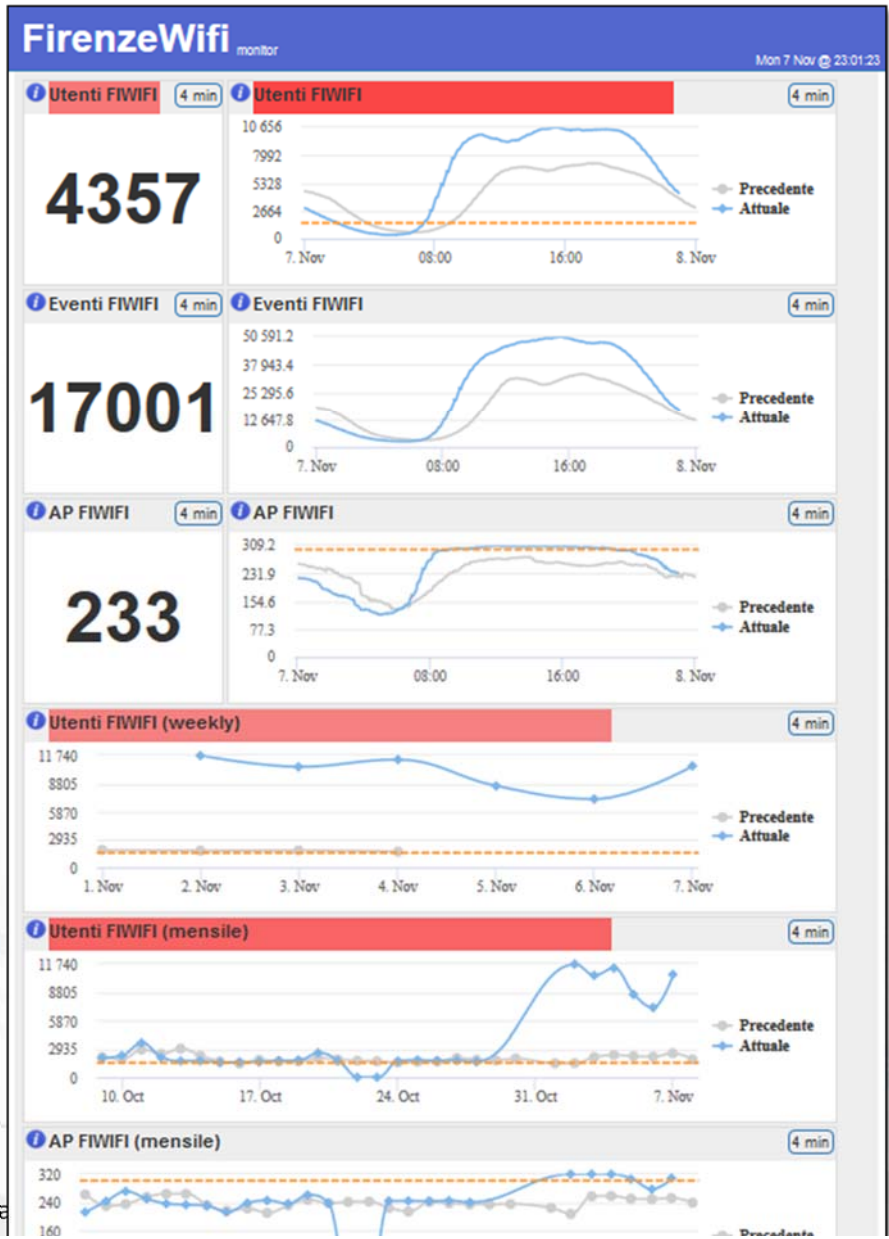 FirenzeWifi monitor
Mon 7 Nov @ 23:01:23
Utenti FIWIFI 4 min
4357
Utenti FIWIFI 4 min
10 656
7992
5328
2664
0
7. Nov 08:00 16:00 8. Nov
Precedente
Attuale
Eventi FIWIFI 4 min
17001
Eventi FIWIFI 4 min
50 591.2
37 943.4
25 295.6
12 647.8
0
7. Nov 08:00 16:00 8. Nov
Precedente
Attuale
AP FIWIFI 4 min
233
AP FIWIFI 4 min
309.2
231.9
154.6
77.3
0
7. Nov 08:00 16:00 8. Nov
Precedente
Attuale
Utenti FIWIFI (weekly) 4 min
11 740
8805
5870
2935
0
1. Nov 2. Nov 3. Nov 4. Nov 5. Nov 6. Nov 7. Nov
Precedente
Attuale
Utenti FIWIFI (mensile) 4 min
11 740
8805
5870
2935
0
10. Oct 17. Oct 24. Oct 31. Oct 7. Nov
Precedente
Attuale
AP FIWIFI (mensile) 4 min
320
240
160
Precedente